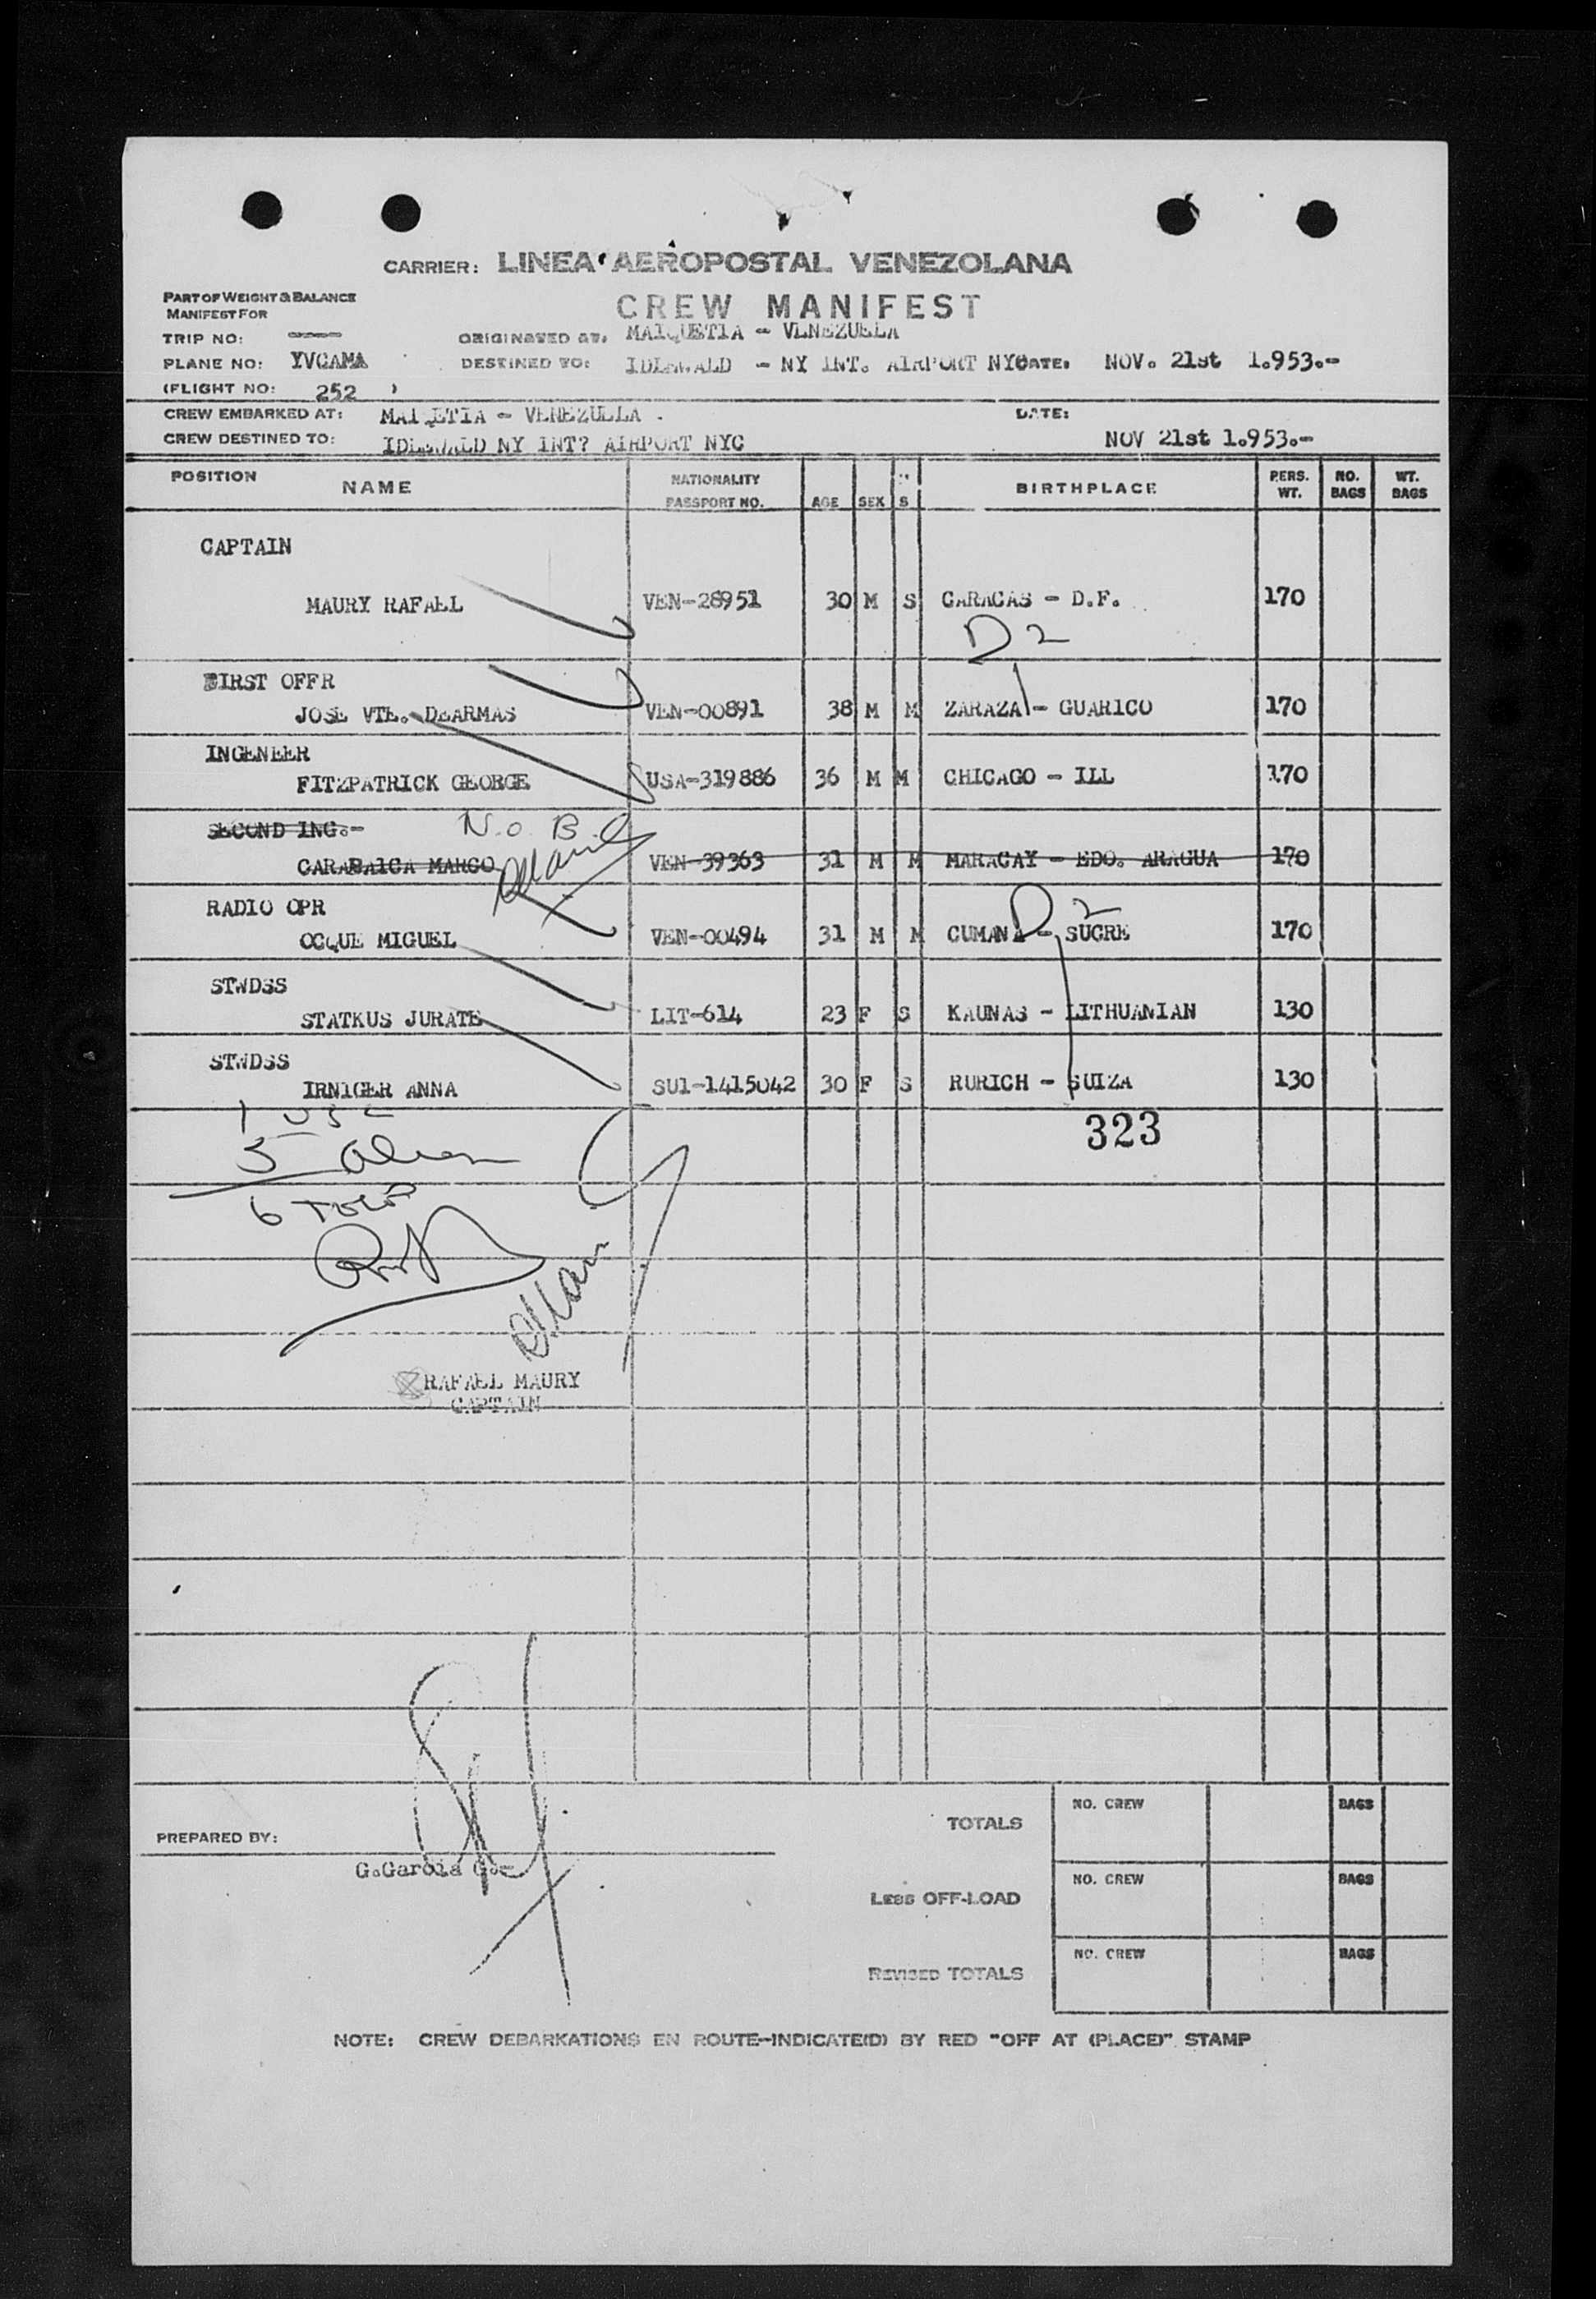 CARRIER: LINEA AEROPOSTAL VENEZOLANA
PART OF WEIGHT & BALANCE
MANIFEST FOR
CREW MANIFEST
TRIP NO: ORIGINATED AT. MAIQUETIA - VENEZUELA
PLANE NO: YVCAMA DESTINED TO: IDLEWALD - NY INT. AIRPORT NYC DATE. NOV. 21st 1.953.-
(FLIGHT NO: 252 )
CREW EMBARKED AT: MAIQUETIA - VENEZUELA . DATE:
CREW DESTINED TO: IDLEWALD NY INT? AIRPORT NYC NOV 21st 1.953.-
POSITION NAME NATIONALITY PASSPORT NO. AGE SEX S BIRTHPLACE PERS. WT. NO. BAGS WT. BAGS
CAPTAIN
MAURY RAFAEL VEN-28951 30 M S CARACAS - D.F. 170
D2
FIRST OFFR
JOSE VTE. DEARMAS VEN-00891 38 M M ZARAZA - GUARICO 170
INGENEER
FITZPATRICK GEORGE USA-319886 36 M M CHICAGO - ILL 170
SECOND ING.- N.O.B
CARABAICA MARCO VEN-39363 31 M M MARACAY - EDO. ARAGUA 170
RADIO OPR D2
OCQUE MIGUEL VEN-00494 31 M M CUMANA - SUCRE 170
STWDSS
STATKUS JURATE LIT-614 23 F S KAUNAS - LITHUANIAN 130
STWDSS
IRNIGER ANNA SUI-1415042 30 F S RURICH - SUIZA 130
1 USC
323
5 Alien
6 Total
RAFAEL MAURY
CAPTAIN
PREPARED BY:
G.Garcia G.-
TOTALS NO. CREW BAGS
LESS OFF-LOAD NO. CREW BAGS
REVISED TOTALS NO. CREW BAGS
NOTE: CREW DEBARKATIONS EN ROUTE-INDICATE(D) BY RED "OFF AT (PLACE)" STAMP